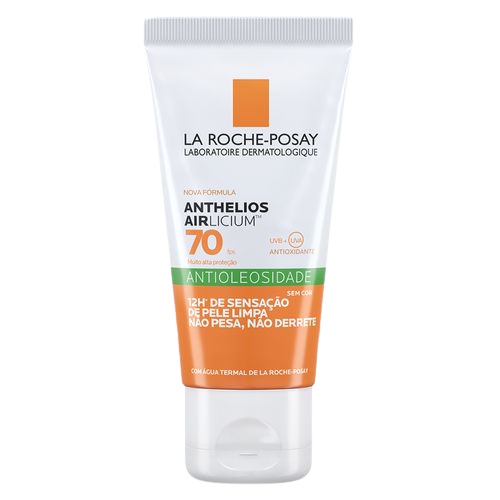 LA ROCHE-POSAY
LABORATOIRE DERMATOLOGIQUE
NOVA FÓRMULA
ANTHELIOS
AIRLICIUM™
70 fps
Muito alta proteção
UVB + UVA
ANTIOXIDANTE
ANTIOLEOSIDADE
SEM COR
12H* DE SENSAÇÃO
DE PELE LIMPA
NÃO PESA, NÃO DERRETE
COM ÁGUA TERMAL DE LA ROCHE-POSAY